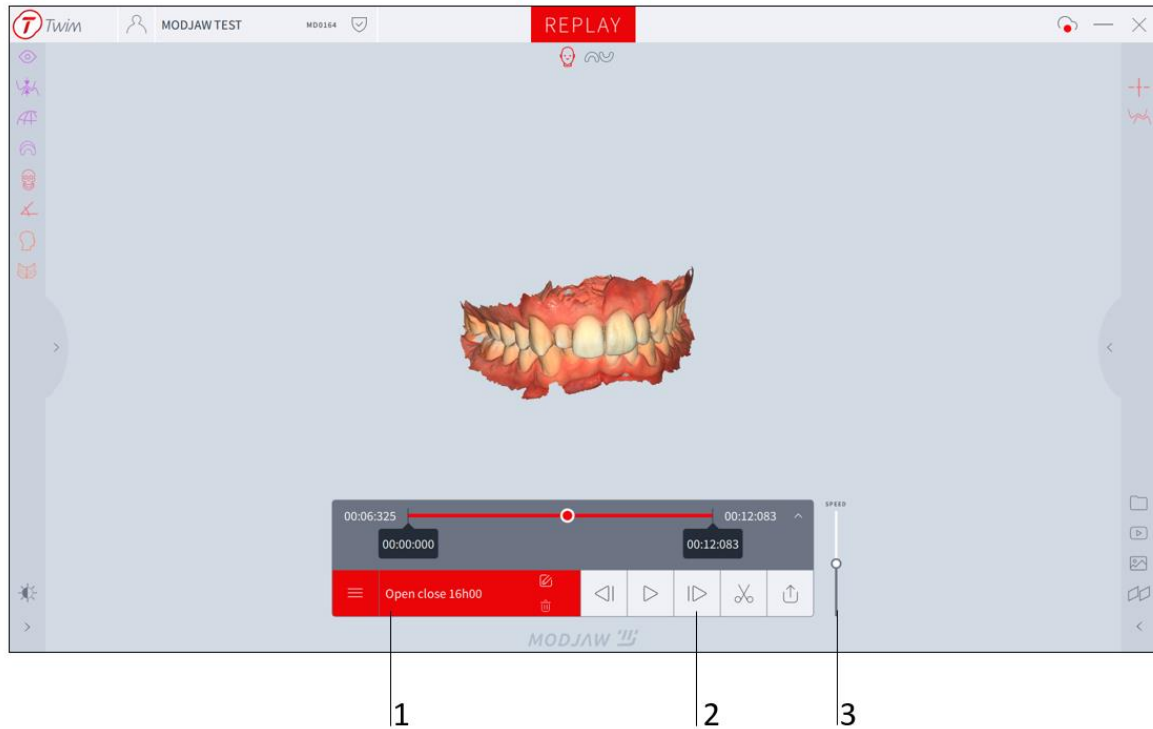 T Twim MODJAW TEST MD0164 REPLAY
SPEED
00:06:325 00:12:083
00:00:000 00:12:083
Open close 16h00
MODJAW
1 2 3